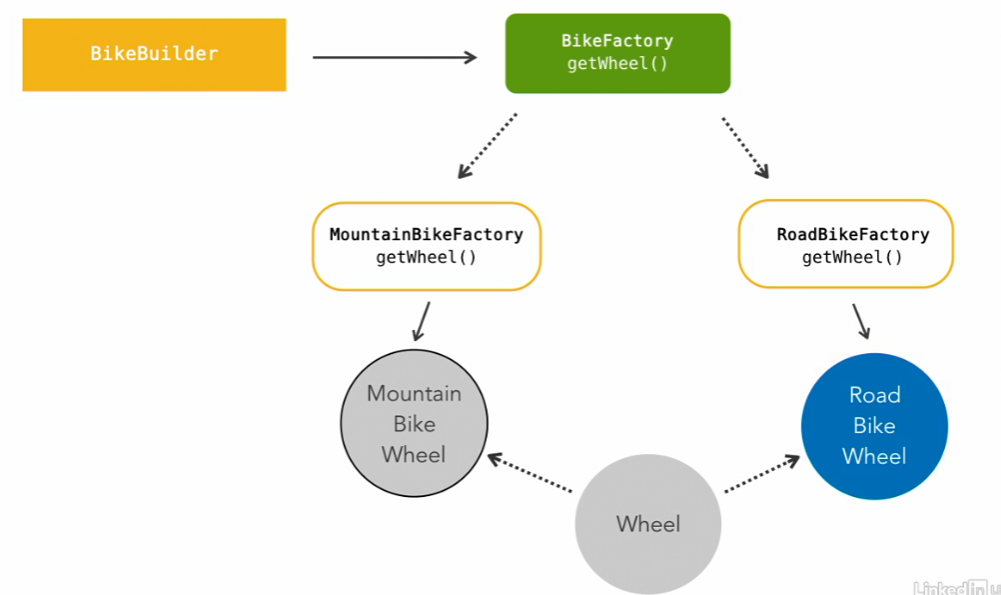 BikeBuilder
BikeFactory
getWheel()
MountainBikeFactory
getWheel()
RoadBikeFactory
getWheel()
Mountain
Bike
Wheel
Road
Bike
Wheel
Wheel
LinkedIn